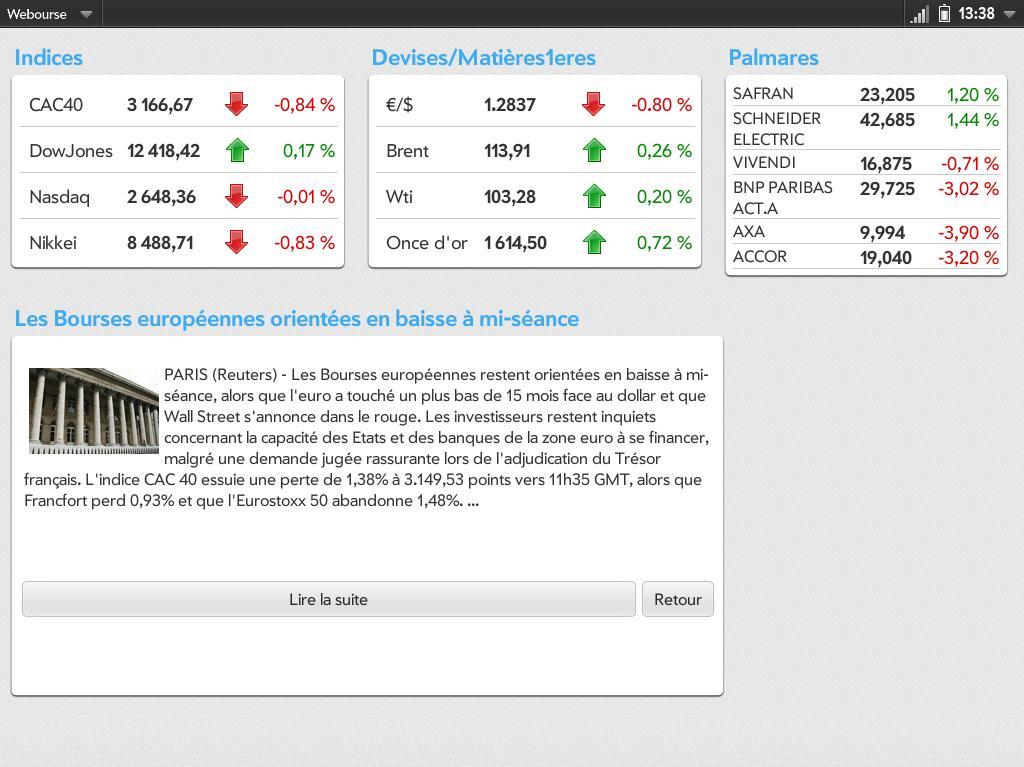 Webourse
13:38
Indices
CAC40 3 166,67 -0,84 %
DowJones 12 418,42 0,17 %
Nasdaq 2 648,36 -0,01 %
Nikkei 8 488,71 -0,83 %
Devises/Matières1eres
€/$ 1.2837 -0.80 %
Brent 113,91 0,26 %
Wti 103,28 0,20 %
Once d'or 1 614,50 0,72 %
Palmares
SAFRAN 23,205 1,20 %
SCHNEIDER 42,685 1,44 %
ELECTRIC
VIVENDI 16,875 -0,71 %
BNP PARIBAS 29,725 -3,02 %
ACT.A
AXA 9,994 -3,90 %
ACCOR 19,040 -3,20 %
Les Bourses européennes orientées en baisse à mi-séance
PARIS (Reuters) - Les Bourses européennes restent orientées en baisse à mi-
séance, alors que l'euro a touché un plus bas de 15 mois face au dollar et que
Wall Street s'annonce dans le rouge. Les investisseurs restent inquiets
concernant la capacité des Etats et des banques de la zone euro à se financer,
malgré une demande jugée rassurante lors de l'adjudication du Trésor
français. L'indice CAC 40 essuie une perte de 1,38% à 3.149,53 points vers 11h35 GMT, alors que
Francfort perd 0,93% et que l'Eurostoxx 50 abandonne 1,48%. ...
Lire la suite
Retour